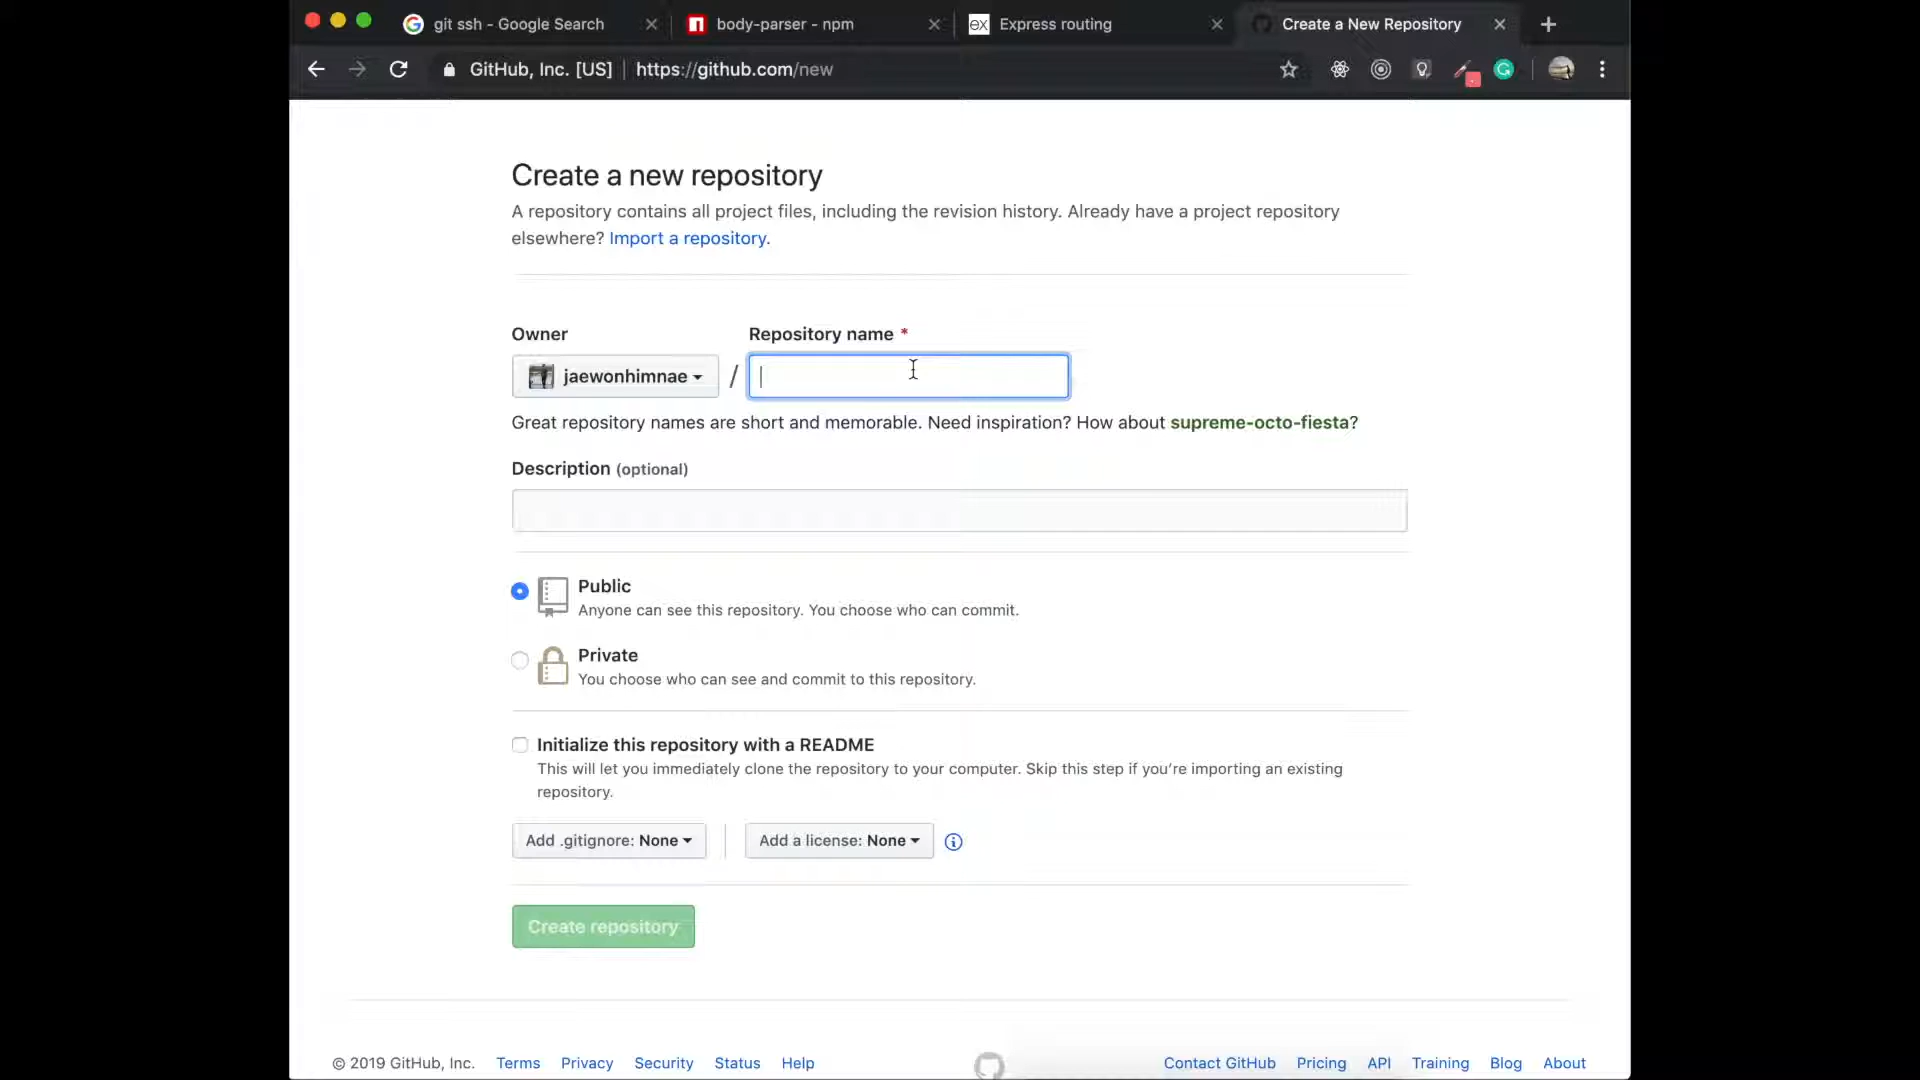 git ssh - Google Search
body-parser - npm
ex Express routing
Create a New Repository
GitHub, Inc. [US] | https://github.com/new
Create a new repository
A repository contains all project files, including the revision history. Already have a project repository
elsewhere? Import a repository.
Owner
Repository name *
jaewonhimnae
/
Great repository names are short and memorable. Need inspiration? How about supreme-octo-fiesta?
Description (optional)
Public
Anyone can see this repository. You choose who can commit.
Private
You choose who can see and commit to this repository.
Initialize this repository with a README
This will let you immediately clone the repository to your computer. Skip this step if you’re importing an existing
repository.
Add .gitignore: None
Add a license: None
Create repository
© 2019 GitHub, Inc. Terms Privacy Security Status Help
Contact GitHub Pricing API Training Blog About